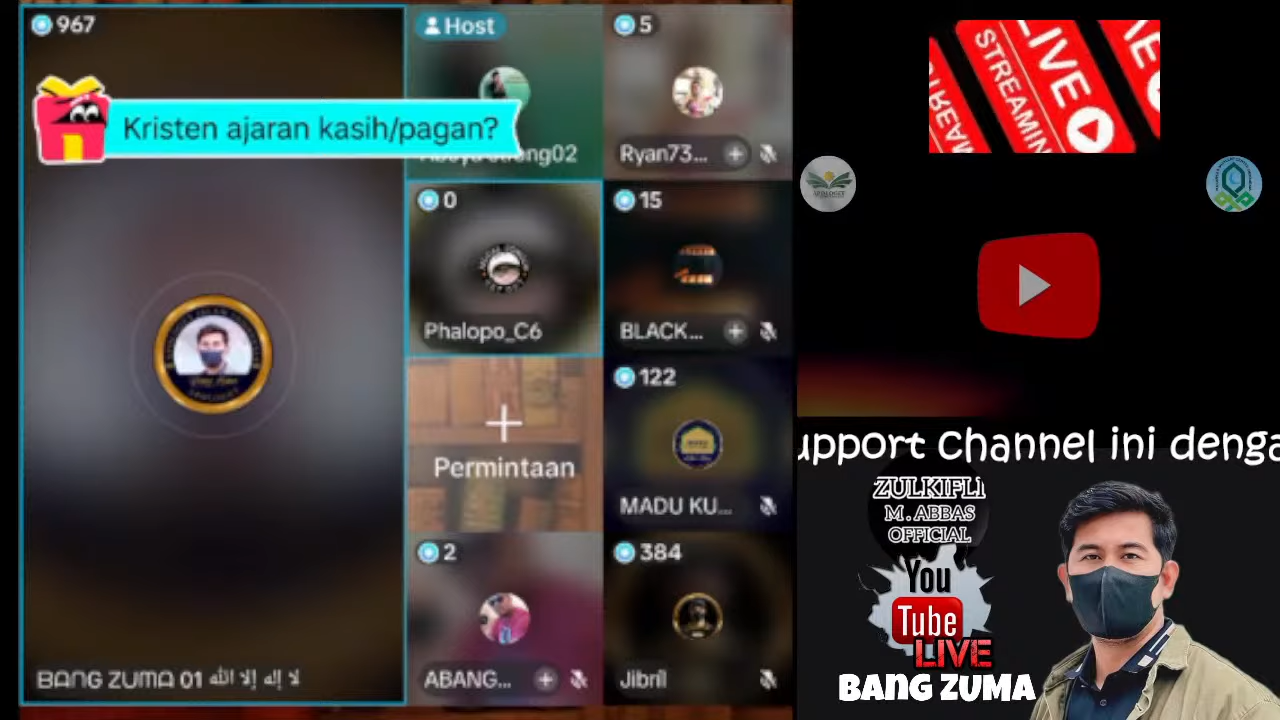 967
Kristen ajaran kasih/pagan?
BANG ZUMA 01 لا إله إلا الله
Host
5
Ryan73...
0
Phalopo_C6
15
BLACK...
Permintaan
122
MADU KU...
2
ABANG...
384
Jibril
LIVE
STREAMIN
upport Channel ini denga
ZULKIFLI
M. ABBAS
OFFICIAL
You
Tube
LIVE
BANG ZUMA